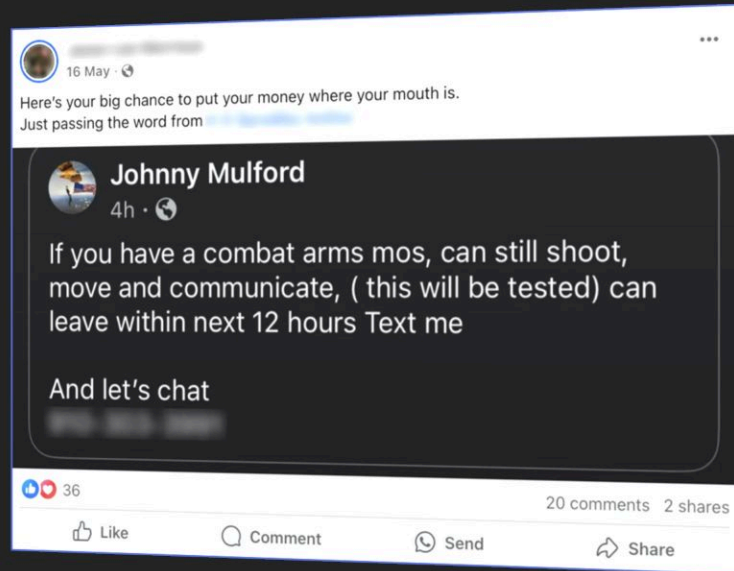 16 May ·
Here's your big chance to put your money where your mouth is.
Just passing the word from
Johnny Mulford
4h ·
If you have a combat arms mos, can still shoot,
move and communicate, ( this will be tested) can
leave within next 12 hours Text me
And let's chat
36
20 comments 2 shares
Like
Comment
Send
Share